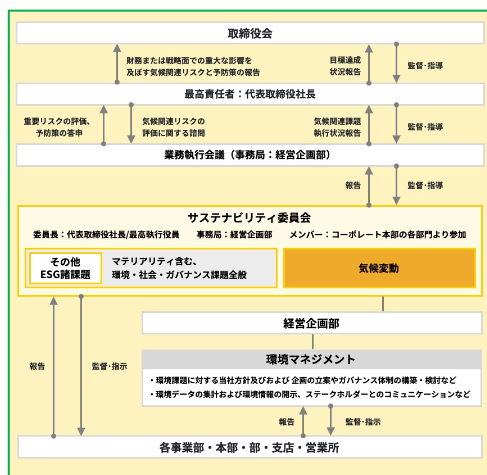 取締役会
財務または戦略面での重大な影響を
及ぼす気候関連リスクと予防策の報告
目標達成
状況報告
監督・指導
最高責任者：代表取締役社長
重要リスクの評価、
予防策の答申
気候関連リスクの
評価に関する諮問
気候関連課題
執行状況報告
監督・指導
業務執行会議（事務局：経営企画部）
報告
監督・指導
サステナビリティ委員会
委員長：代表取締役社長/最高執行役員 事務局：経営企画部 メンバー：コーポレート本部の各部門より参加
その他
ESG諸課題
マテリアリティ含む、
環境・社会・ガバナンス課題全般
気候変動
経営企画部
環境マネジメント
・環境課題に対する当社方針及びおよび 企画の立案やガバナンス体制の構築・検討など
・環境データの集計および環境情報の開示、ステークホルダーとのコミュニケーションなど
報告
監督・指示
報告
監督・指示
各事業部・本部・部・支店・営業所